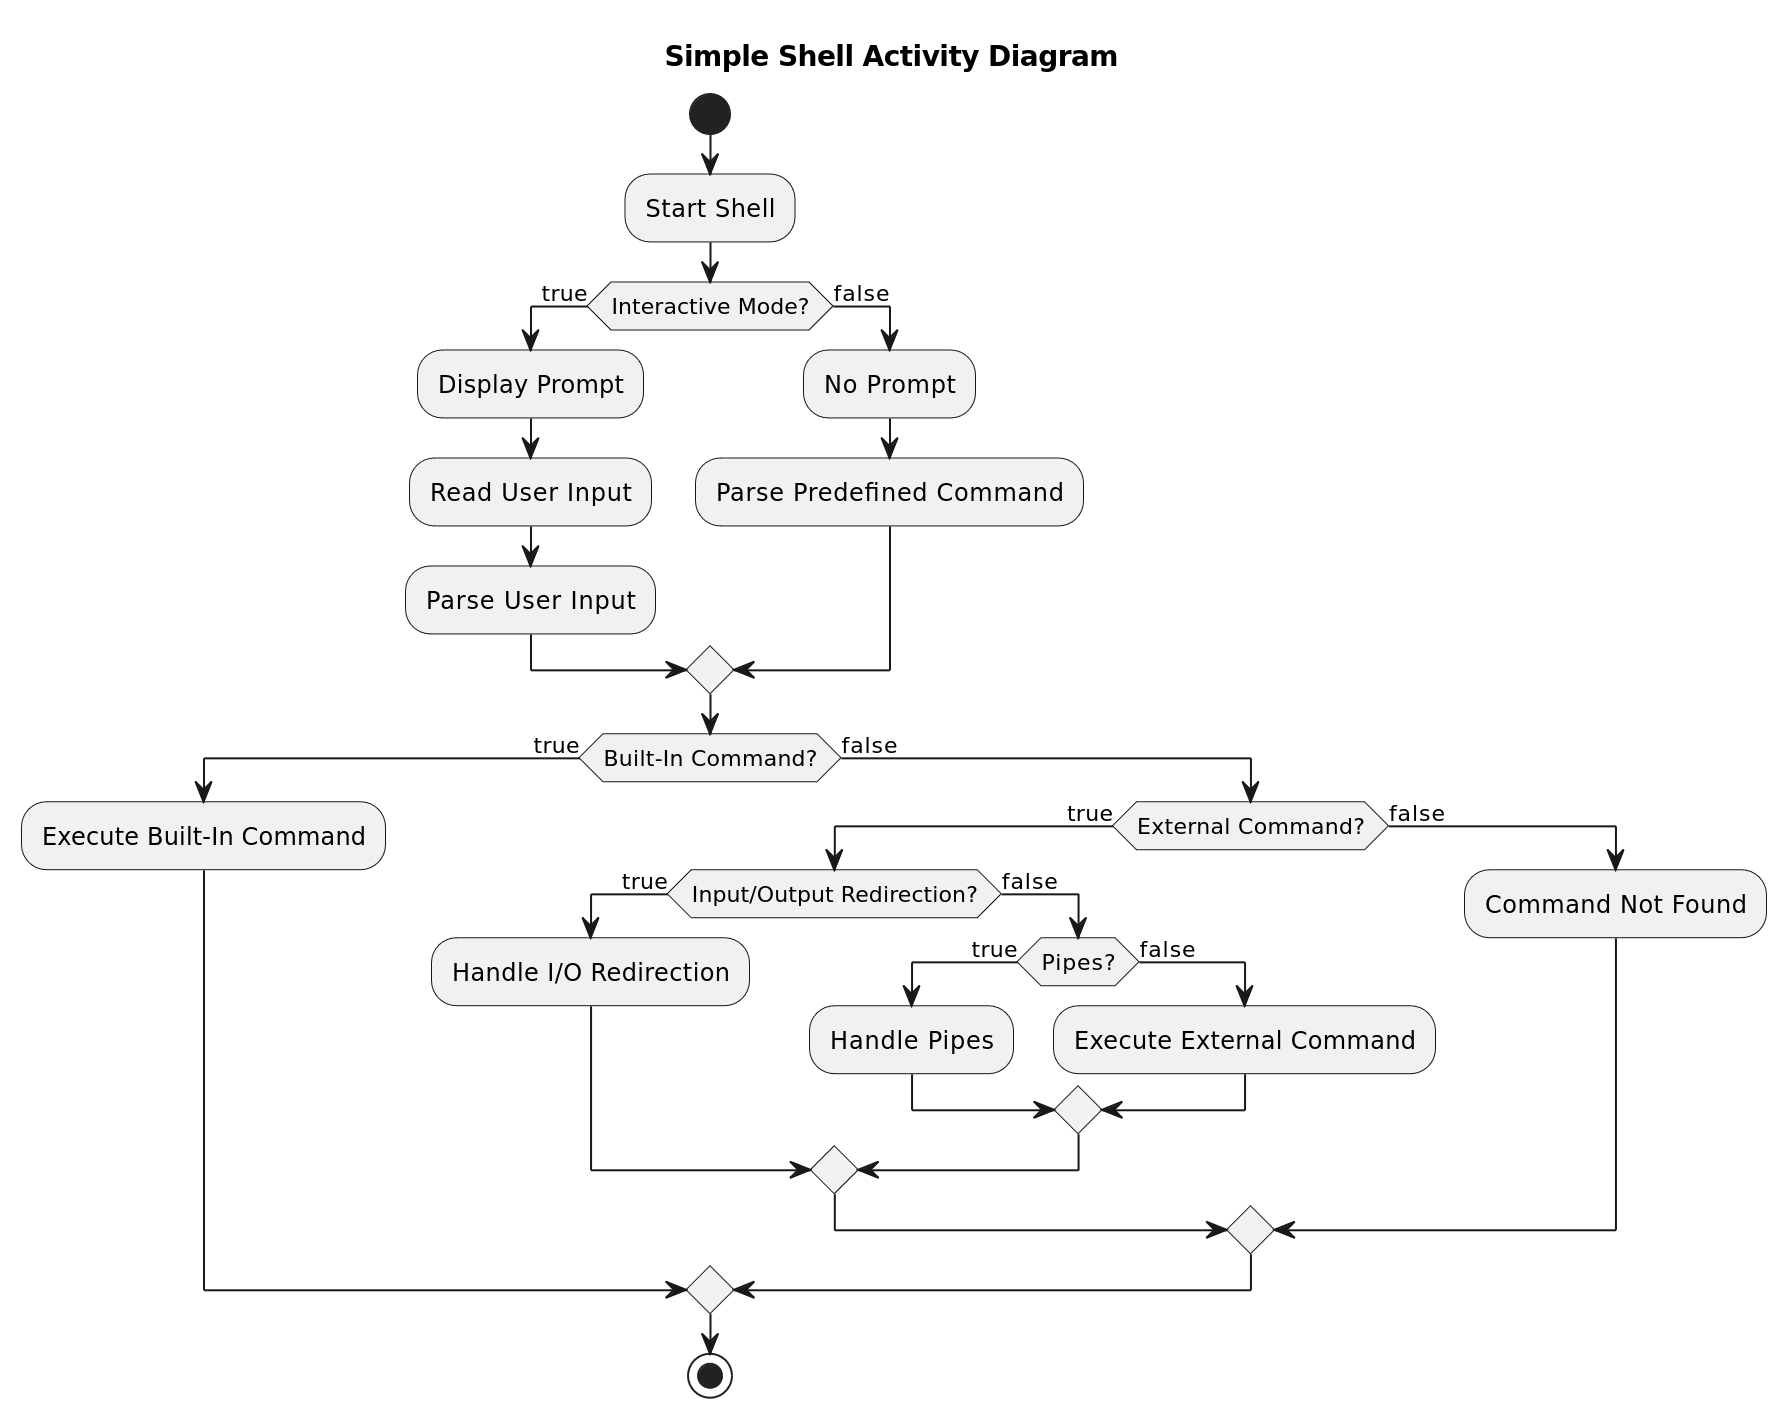 Simple Shell Activity Diagram
Start Shell
true
Interactive Mode?
false
Display Prompt
No Prompt
Read User Input
Parse Predefined Command
Parse User Input
true
Built-In Command?
false
Execute Built-In Command
true
External Command?
false
true
Input/Output Redirection?
false
Command Not Found
Handle I/O Redirection
true
Pipes?
false
Handle Pipes
Execute External Command